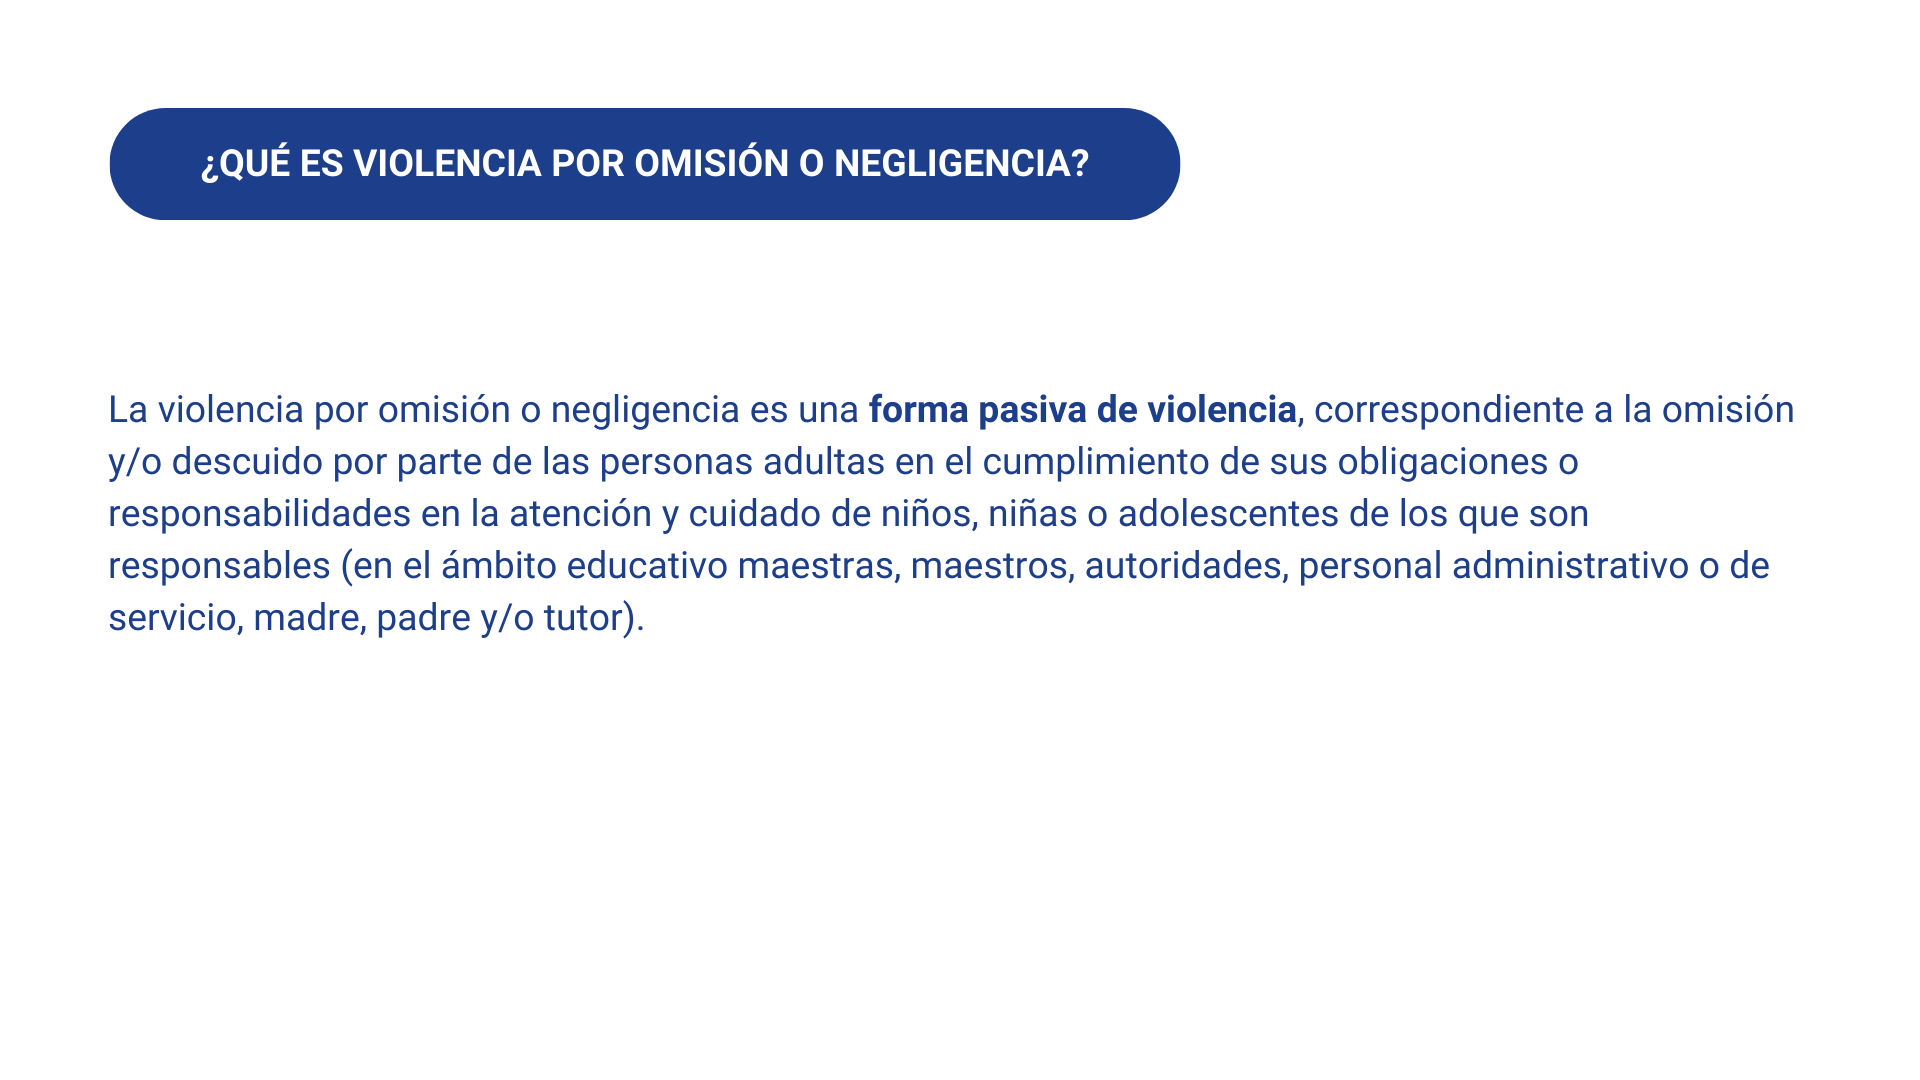 ¿QUÉ ES VIOLENCIA POR OMISIÓN O NEGLIGENCIA?
La violencia por omisión o negligencia es una forma pasiva de violencia, correspondiente a la omisión
y/o descuido por parte de las personas adultas en el cumplimiento de sus obligaciones o
responsabilidades en la atención y cuidado de niños, niñas o adolescentes de los que son
responsables (en el ámbito educativo maestras, maestros, autoridades, personal administrativo o de
servicio, madre, padre y/o tutor).